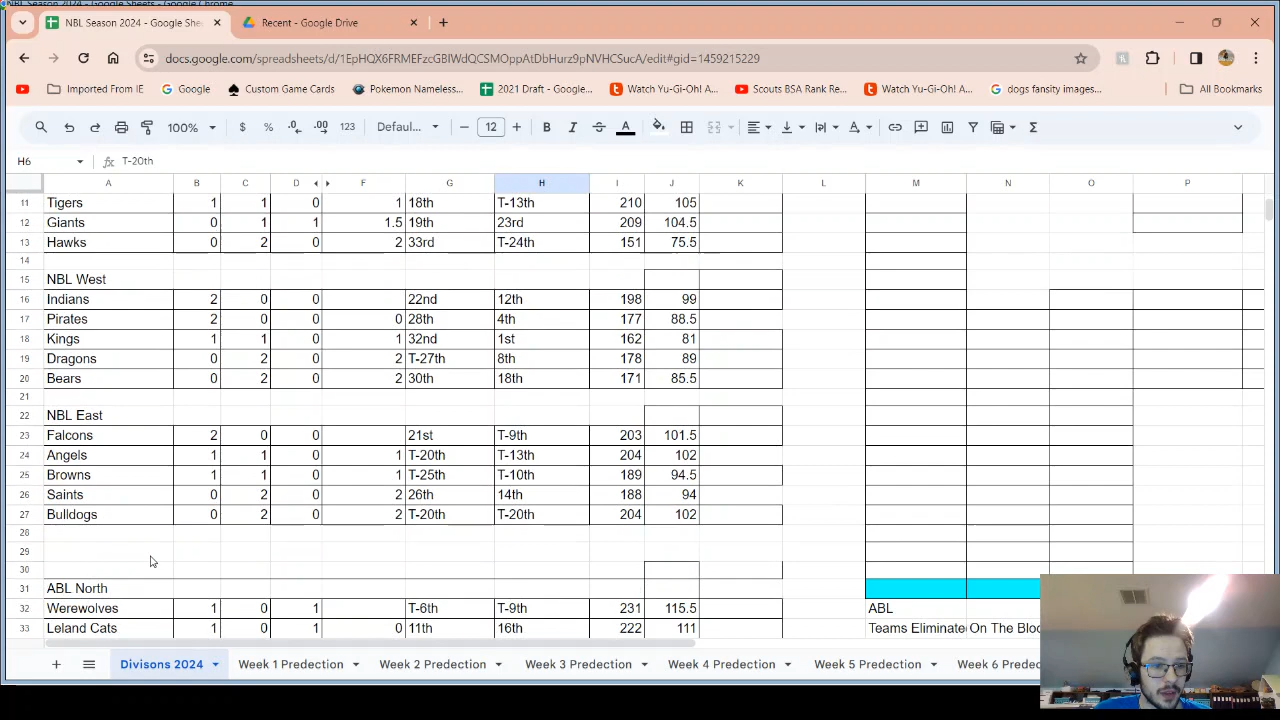 NBL Season 2024 - Google She
Recent - Google Drive
docs.google.com/spreadsheets/d/1EpHQX6FRMEFzrGBIWdQCSMOppAtDbHurz9pNVHCSucA/edit#gid=1459215229
Imported From IE
Google
Custom Game Cards
Pokemon Nameless...
2021 Draft - Google...
Watch Yu-Gi-Oh! A...
Scouts BSA Rank Re...
Watch Yu-Gi-Oh! A...
dogs fansity images...
All Bookmarks
100% $ % .0 .00 123 Defaul... 12 B I S A
H6 fx T-20th
A B C D F G H I J K L M N O P
11 Tigers 1 1 0 1 18th T-13th 210 105
12 Giants 0 1 1 1.5 19th 23rd 209 104.5
13 Hawks 0 2 0 2 33rd T-24th 151 75.5
14
15 NBL West
16 Indians 2 0 0 22nd 12th 198 99
17 Pirates 2 0 0 0 28th 4th 177 88.5
18 Kings 1 1 0 1 32nd 1st 162 81
19 Dragons 0 2 0 2 T-27th 8th 178 89
20 Bears 0 2 0 2 30th 18th 171 85.5
21
22 NBL East
23 Falcons 2 0 0 21st T-9th 203 101.5
24 Angels 1 1 0 1 T-20th T-13th 204 102
25 Browns 1 1 0 1 T-25th T-10th 189 94.5
26 Saints 0 2 0 2 26th 14th 188 94
27 Bulldogs 0 2 0 2 T-20th T-20th 204 102
28
29
30
31 ABL North
32 Werewolves 1 0 1 T-6th T-9th 231 115.5 ABL
33 Leland Cats 1 0 1 0 11th 16th 222 111 Teams Eliminate On The Bloo
Divisons 2024
Week 1 Predection
Week 2 Predection
Week 3 Predection
Week 4 Predection
Week 5 Predection
Week 6 Predec